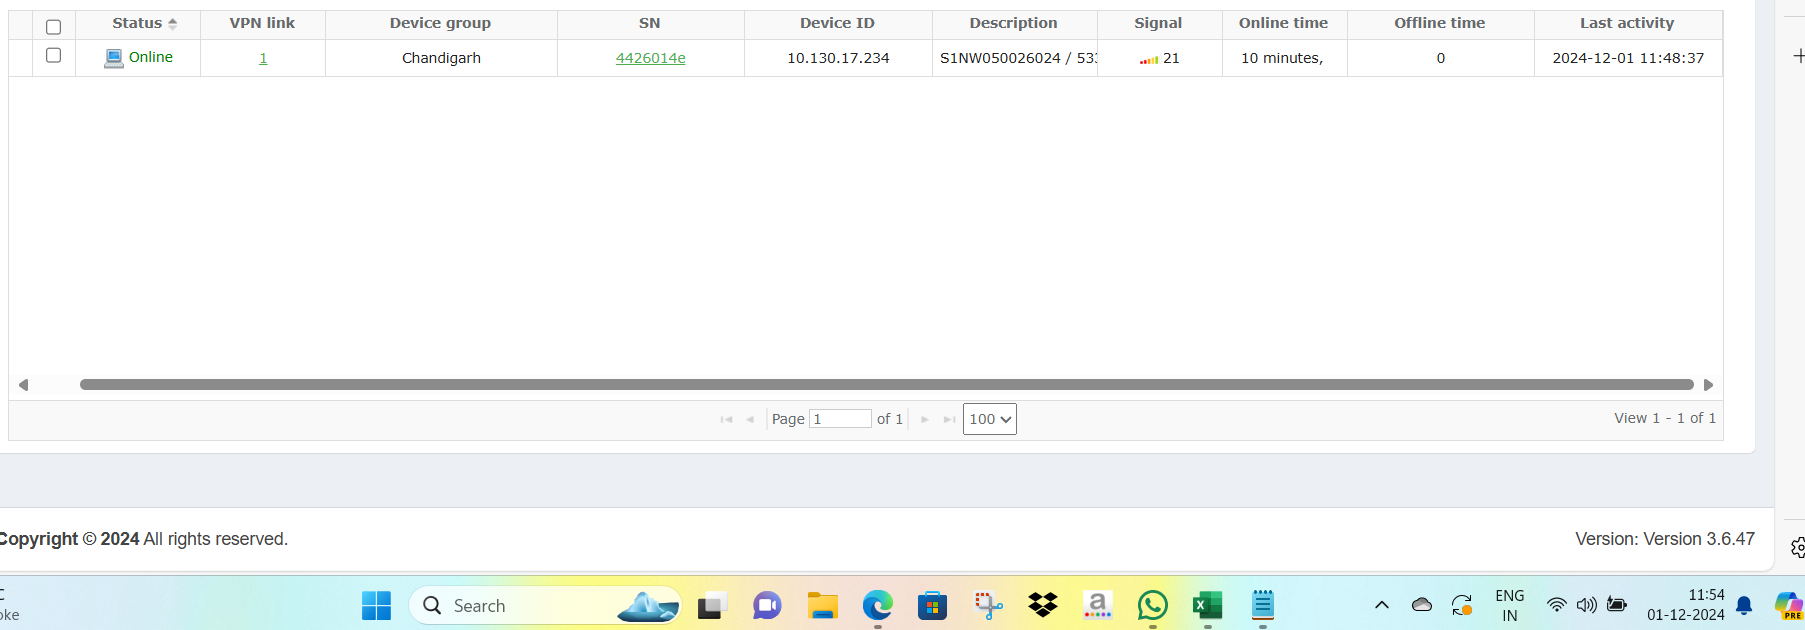 Status VPN link Device group SN Device ID Description Signal Online time Offline time Last activity
Online 1 Chandigarh 4426014e 10.130.17.234 S1NW050026024 / 533 21 10 minutes, 0 2024-12-01 11:48:37
Page 1 of 1 100 View 1 - 1 of 1
Copyright © 2024 All rights reserved. Version: Version 3.6.47
C
oke
Search
a
ENG
IN
11:54
01-12-2024
PRE